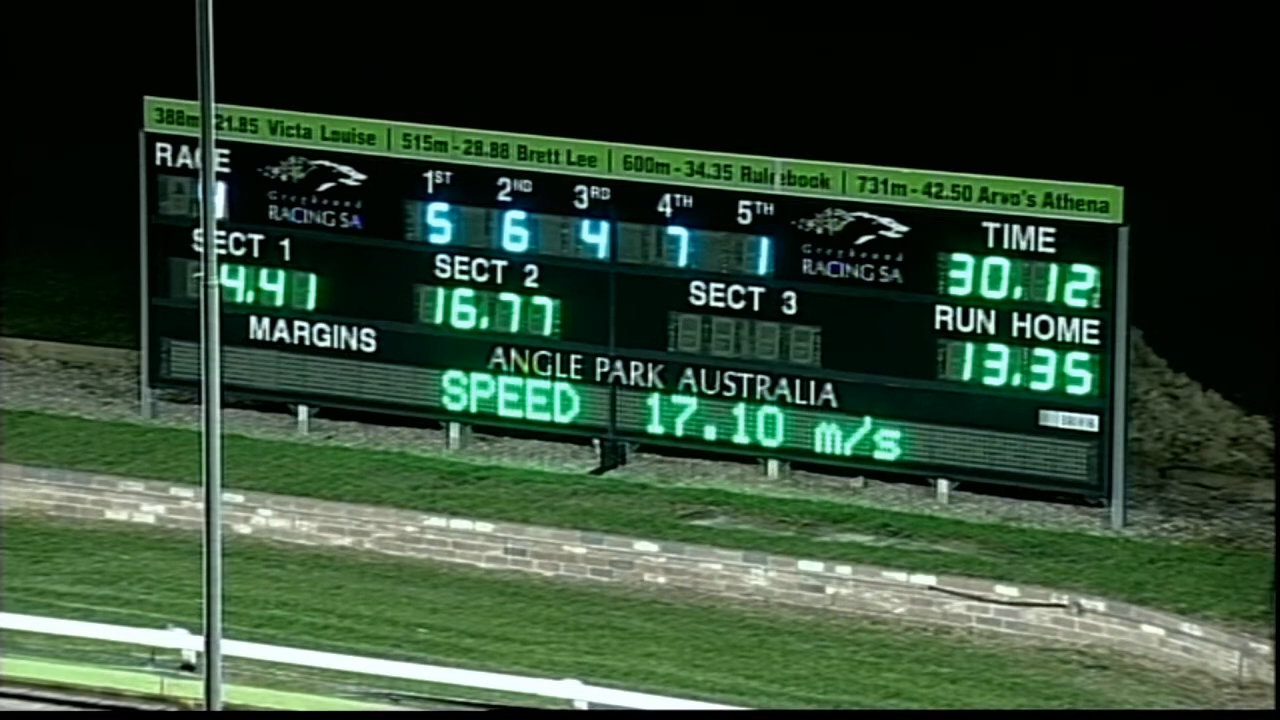 388m-21.85 Victa Louise | 515m-28.88 Brett Lee | 600m-34.35 Rulebook | 731m-42.50 Arvo's Athena
RACE 1ST 2ND 3RD 4TH 5TH TIME
5 6 4 7 1 30.12
Greyhound RACING SA
Greyhound RACING SA
SECT 1 SECT 2 SECT 3 RUN HOME
4.41 16.77 13.35
MARGINS ANGLE PARK AUSTRALIA
SPEED 17.10 m/s